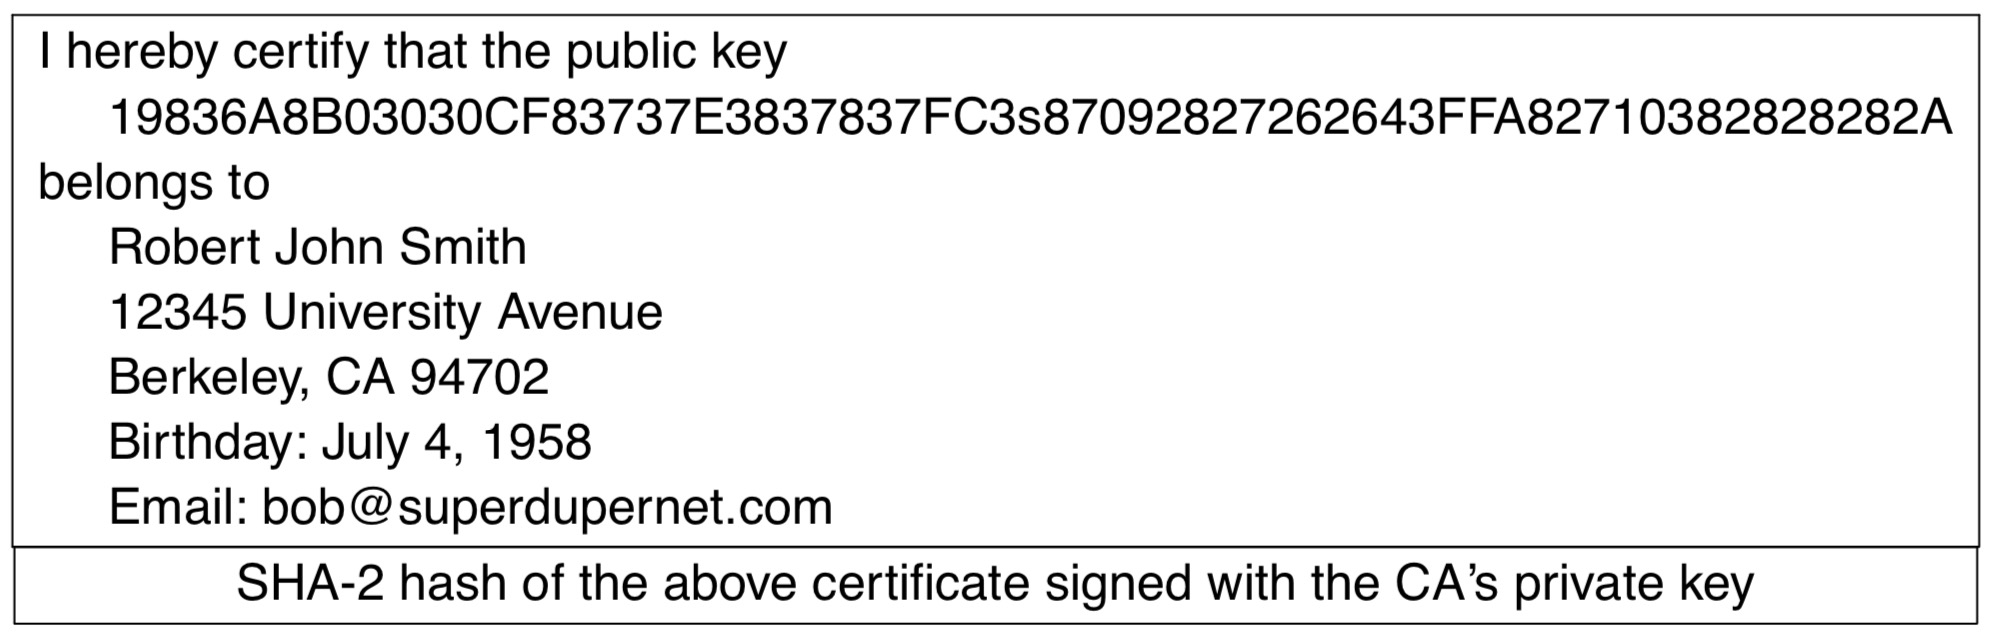 I hereby certify that the public key
19836A8B03030CF83737E3837837FC3s87092827262643FFA82710382828282A
belongs to
Robert John Smith
12345 University Avenue
Berkeley, CA 94702
Birthday: July 4, 1958
Email: bob@superdupernet.com
SHA-2 hash of the above certificate signed with the CA’s private key